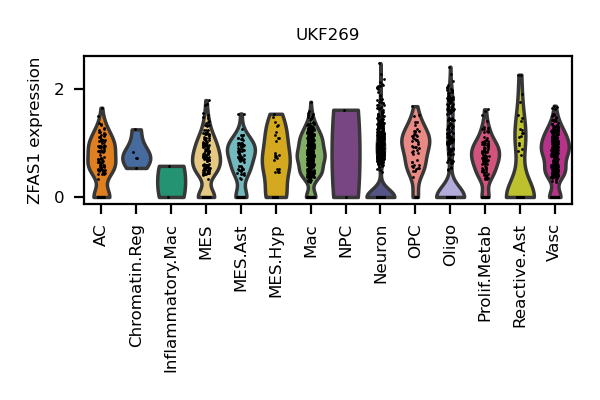 UKF269
ZFAS1 expression
2
0
AC
Chromatin.Reg
Inflammatory.Mac
MES
MES.Ast
MES.Hyp
Mac
NPC
Neuron
OPC
Oligo
Prolif.Metab
Reactive.Ast
Vasc